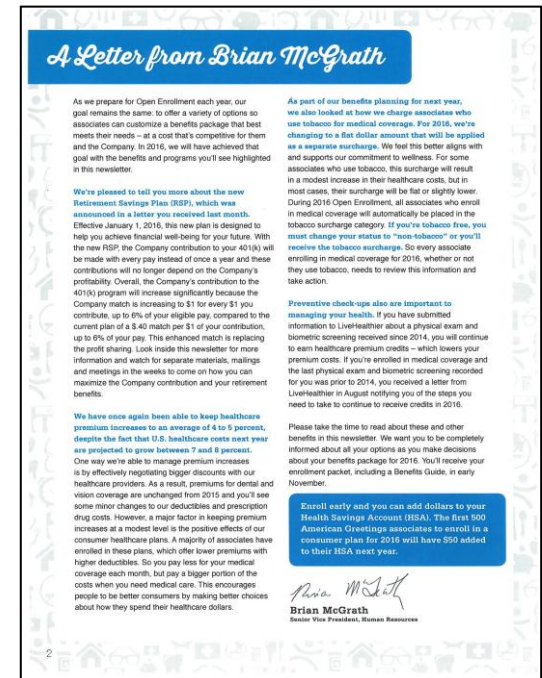 A Letter from Brian McGrath
As we prepare for Open Enrollment each year, our
goal remains the same: to offer a variety of options so
associates can customize a benefits package that best
meets their needs – at a cost that's competitive for them
and the Company. In 2016, we will have achieved that
goal with the benefits and programs you'll see highlighted
in this newsletter.
We're pleased to tell you more about the new
Retirement Savings Plan (RSP), which was
announced in a letter you received last month.
Effective January 1, 2016, this new plan is designed to
help you achieve financial well-being for your future. With
the new RSP, the Company contribution to your 401(k) will
be made with every pay instead of once a year and these
contributions will no longer depend on the Company's
profitability. Overall, the Company's contribution to the
401(k) program will increase significantly because the
Company match is increasing to $1 for every $1 you
contribute, up to 6% of your eligible pay, compared to the
current plan of a $.40 match per $1 of your contribution,
up to 6% of your pay. This enhanced match is replacing
the profit sharing. Look inside this newsletter for more
information and watch for separate materials, mailings
and meetings in the weeks to come on how you can
maximize the Company contribution and your retirement
benefits.
We have once again been able to keep healthcare
premium increases to an average of 4 to 5 percent,
despite the fact that U.S. healthcare costs next year
are projected to grow between 7 and 8 percent.
One way we're able to manage premium increases
is by effectively negotiating bigger discounts with our
healthcare providers. As a result, premiums for dental and
vision coverage are unchanged from 2015 and you'll see
some minor changes to our deductibles and prescription
drug costs. However, a major factor in keeping premium
increases at a modest level is the positive effects of our
consumer healthcare plans. A majority of associates have
enrolled in these plans, which offer lower premiums with
higher deductibles. So you pay less for your medical
coverage each month, but pay a bigger portion of the
costs when you need medical care. This encourages
people to be better consumers by making better choices
about how they spend their healthcare dollars.
As part of our benefits planning for next year,
we also looked at how we charge associates who
use tobacco for medical coverage. For 2016, we're
changing to a flat dollar amount that will be applied
as a separate surcharge. We feel this better aligns with
and supports our commitment to wellness. For some
associates who use tobacco, this surcharge will result
in a modest increase in their healthcare costs, but in
most cases, their surcharge will be flat or slightly lower.
During 2016 Open Enrollment, all associates who enroll
in medical coverage will automatically be placed in the
tobacco surcharge category. If you're tobacco free, you
must change your status to "non-tobacco" or you'll
receive the tobacco surcharge. So every associate
enrolling in medical coverage for 2016, whether or not
they use tobacco, needs to review this information and
take action.
Preventive check-ups also are important to
managing your health. If you have submitted
information to LiveHealthier about a physical exam and
biometric screening received since 2014, you will continue
to earn healthcare premium credits – which lowers your
premium costs. If you're enrolled in medical coverage and
the last physical exam and biometric screening recorded
for you was prior to 2014, you received a letter from
LiveHealthier in August notifying you of the steps you
need to take to continue to receive credits in 2016.
Please take the time to read about these and other
benefits in this newsletter. We want you to be completely
informed about all your options as you make decisions
about your benefits package for 2016. You'll receive your
enrollment packet, including a Benefits Guide, in early
November.
Enroll early and you can add dollars to your
Health Savings Account (HSA). The first 500
American Greetings associates to enroll in a
consumer plan for 2016 will have $50 added
to their HSA next year.
Brian McGrath
Brian McGrath
Senior Vice President, Human Resources
2